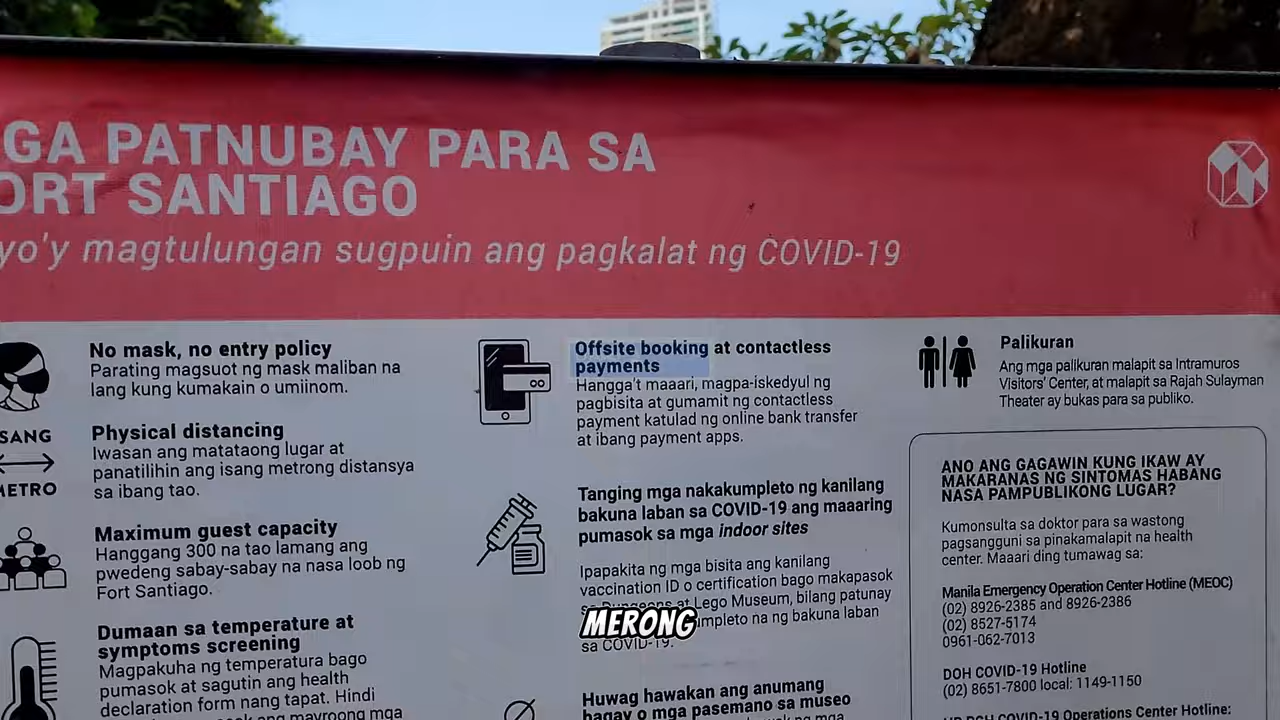 GA PATNUBAY PARA SA
ORT SANTIAGO
yo'y magtulungan sugpuin ang pagkalat ng COVID-19
No mask, no entry policy
Parating magsuot ng mask maliban na
lang kung kumakain o umiinom.
SANG
METRO
Physical distancing
Iwasan ang matataong lugar at
panatilihin ang isang metrong distansya
sa ibang tao.
Maximum guest capacity
Hanggang 300 na tao lamang ang
pwedeng sabay-sabay na nasa loob ng
Fort Santiago.
Dumaan sa temperature at
symptoms screening
Magpakuha ng temperatura bago
pumasok at sagutin ang health
declaration form nang tapat. Hindi
ang mayroong mga
Offsite booking at contactless
payments
Hangga't maaari, magpa-iskedyul ng
pagbisita at gumamit ng contactless
payment katulad ng online bank transfer
at ibang payment apps.
Tanging mga nakakumpleto ng kanilang
bakuna laban sa COVID-19 ang maaaring
pumasok sa mga indoor sites
Ipapakita ng mga bisita ang kanilang
vaccination ID o certification bago makapasok
sa Dungeons at Lego Museum, bilang patunay
MERONG
na ng bakuna laban
sa COVID-19.
Huwag hawakan ang anumang
bagay o mga pasemano sa museo
Palikuran
Ang mga palikuran malapit sa Intramuros
Visitors' Center, at malapit sa Rajah Sulayman
Theater ay bukas para sa publiko.
ANO ANG GAGAWIN KUNG IKAW AY
MAKARANAS NG SINTOMAS HABANG
NASA PAMPUBLIKONG LUGAR?
Kumonsulta sa doktor para sa wastong
pagsangguni sa pinakamalapit na health
center. Maari ding tumawag sa:
Manila Emergency Operation Center Hotline (MEOC)
(02) 8926-2385 and 8926-2386
(02) 8527-5174
0961-062-7013
DOH COVID-19 Hotline
(02) 8651-7800 local: 1149-1150
COVID-19 Operations Center Hotline: